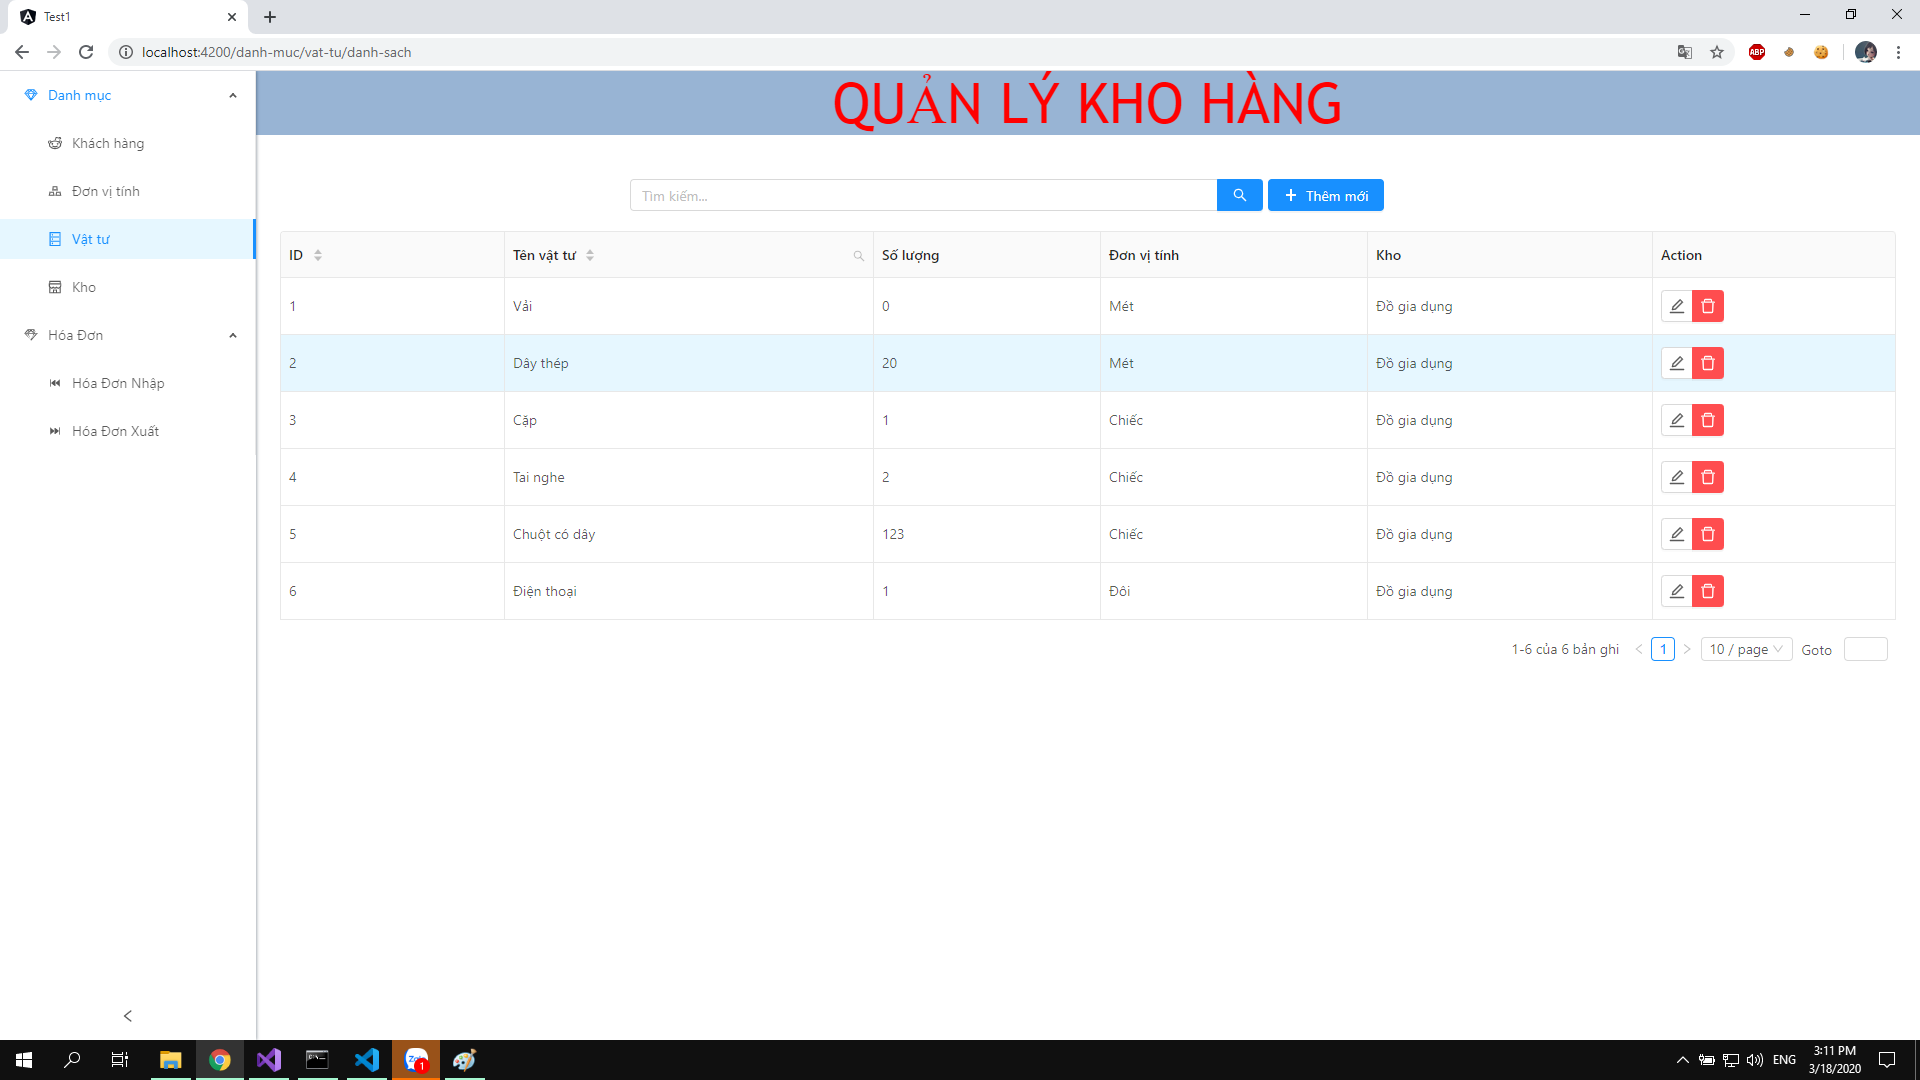 Test1
localhost:4200/danh-muc/vat-tu/danh-sach
ABP
QUẢN LÝ KHO HÀNG
Danh mục
Khách hàng
Đơn vị tính
Vật tư
Kho
Hóa Đơn
Hóa Đơn Nhập
Hóa Đơn Xuất
Tìm kiếm...
Thêm mới
ID Tên vật tư Số lượng Đơn vị tính Kho Action
1 Vải 0 Mét Đồ gia dụng
2 Dây thép 20 Mét Đồ gia dụng
3 Cặp 1 Chiếc Đồ gia dụng
4 Tai nghe 2 Chiếc Đồ gia dụng
5 Chuột có dây 123 Chiếc Đồ gia dụng
6 Điện thoại 1 Đôi Đồ gia dụng
1-6 của 6 bản ghi 1 10 / page Goto
1
ENG
3:11 PM
3/18/2020